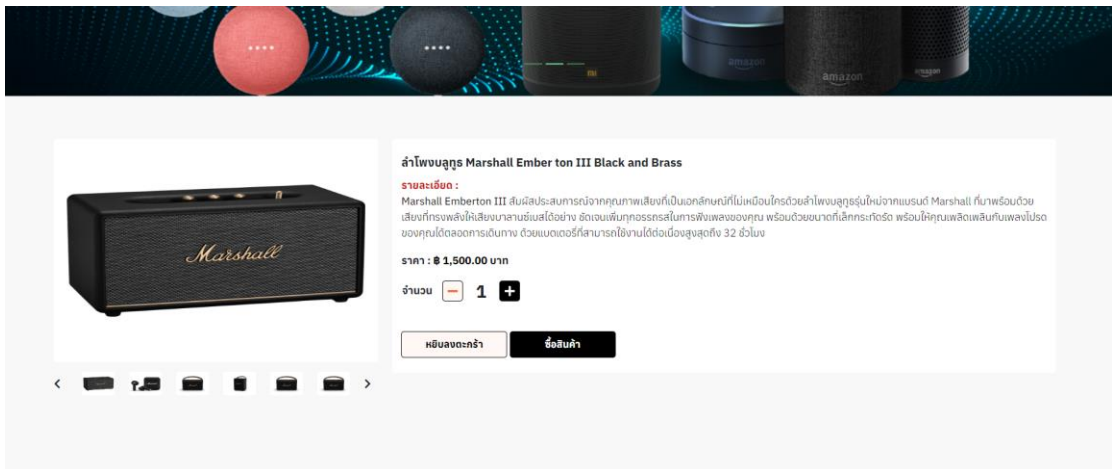 mi
amazon
amazon
amazon
ลำโพงบลูทูธ Marshall Ember ton III Black and Brass
รายละเอียด :
Marshall Emberton III สัมผัสประสบการณ์จากคุณภาพเสียงที่เป็นเอกลักษณ์ที่ไม่เหมือนใครด้วยลำโพงบลูทูธรุ่นใหม่จากแบรนด์ Marshall ที่มาพร้อมด้วย
เสียงที่ทรงพลังให้เสียงบาลานซ์เบสได้อย่าง ชัดเจนเพิ่มทุกอรรถรสในการฟังเพลงของคุณ พร้อมด้วยขนาดที่เล็กกระทัดรัด พร้อมให้คุณเพลิดเพลินกับเพลงโปรด
ของคุณได้ตลอดการเดินทาง ด้วยแบตเตอรี่ที่สามารถใช้งานได้ต่อเนื่องสูงสุดถึง 32 ชั่วโมง
Marshall
ราคา : ฿ 1,500.00 บาท
จำนวน − 1 +
หยิบลงตะกร้า
ซื้อสินค้า